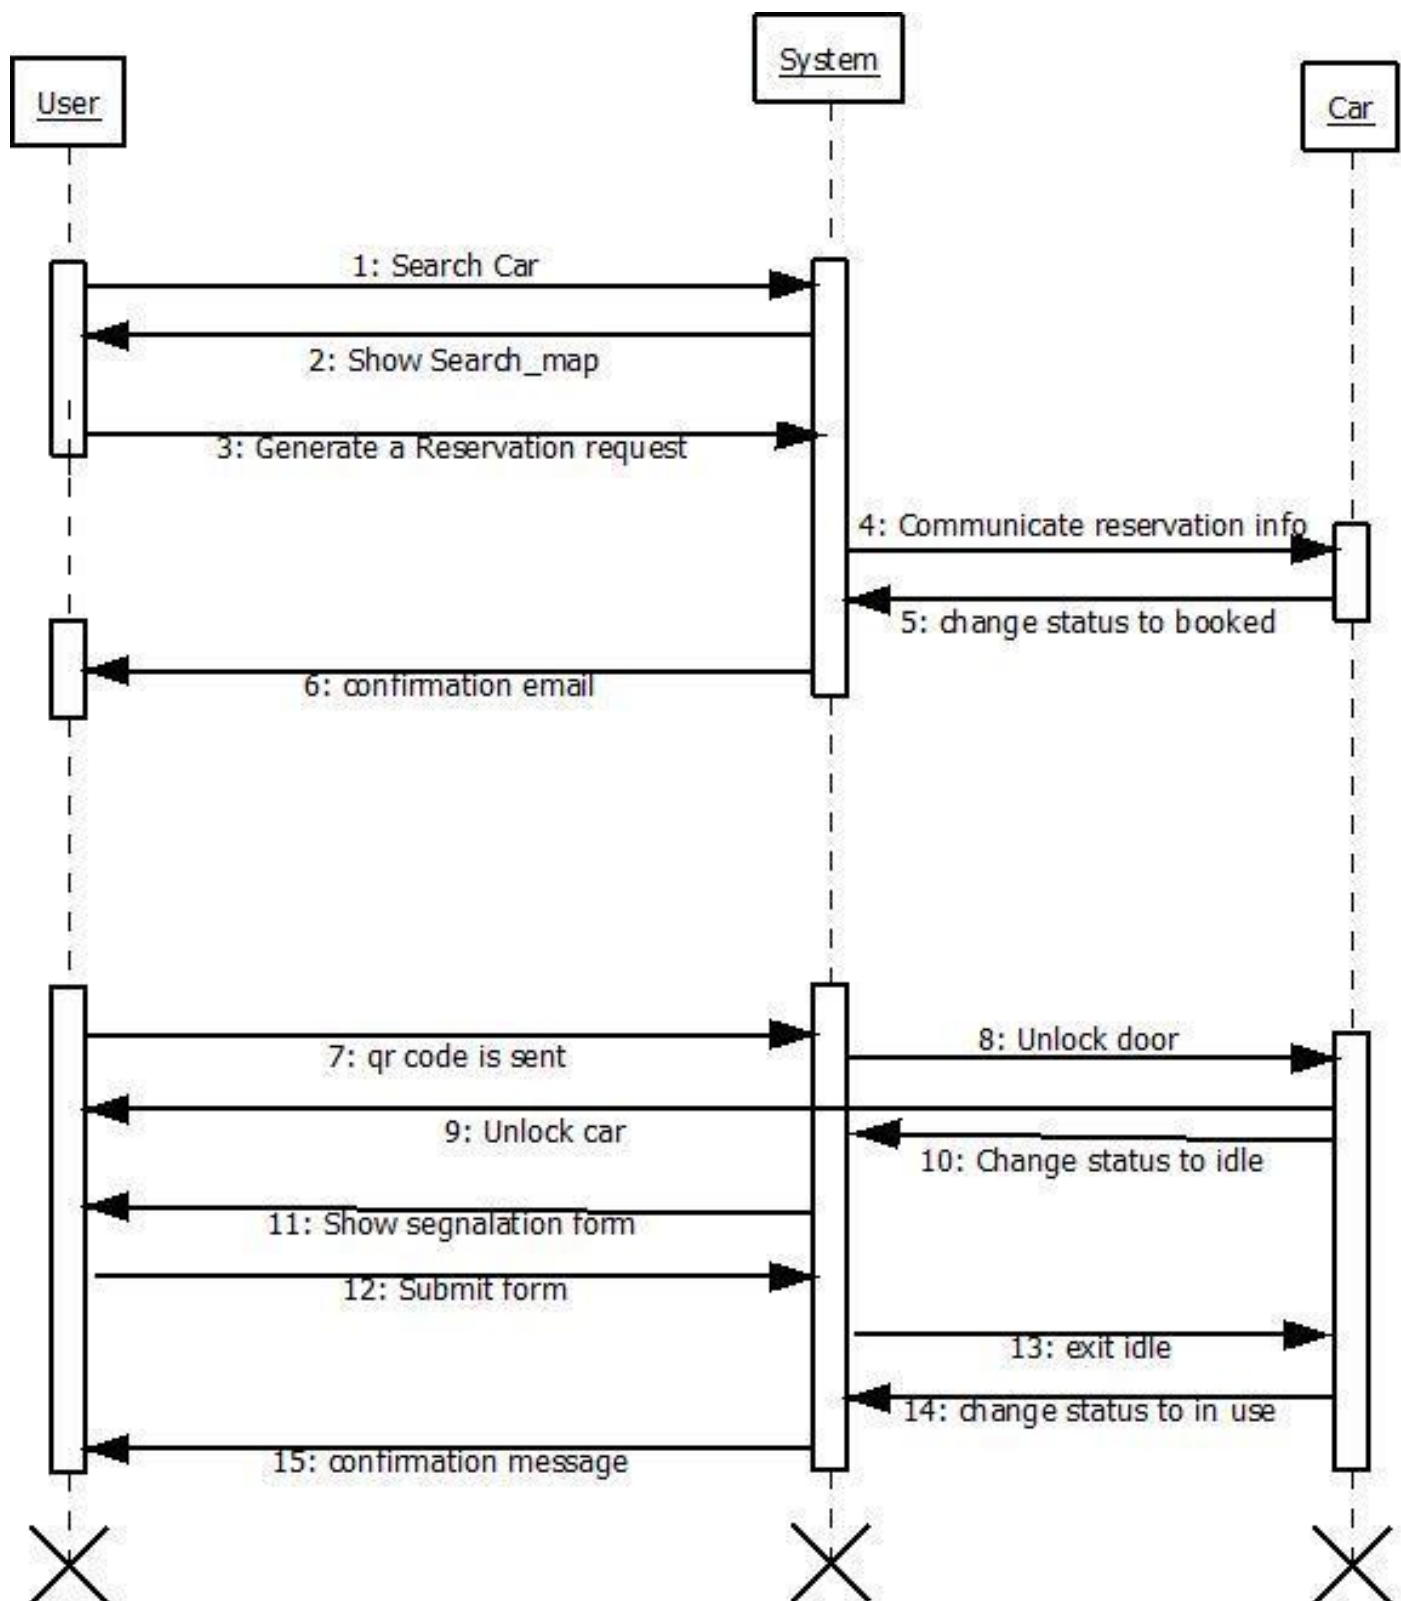 System
User
Car
1: Search Car
2: Show Search_map
3: Generate a Reservation request
4: Communicate reservation info
5: change status to booked
6: confirmation email
7: qr code is sent
8: Unlock door
9: Unlock car
10: Change status to idle
11: Show segnalation form
12: Submit form
13: exit idle
14: change status to in use
15: confirmation message